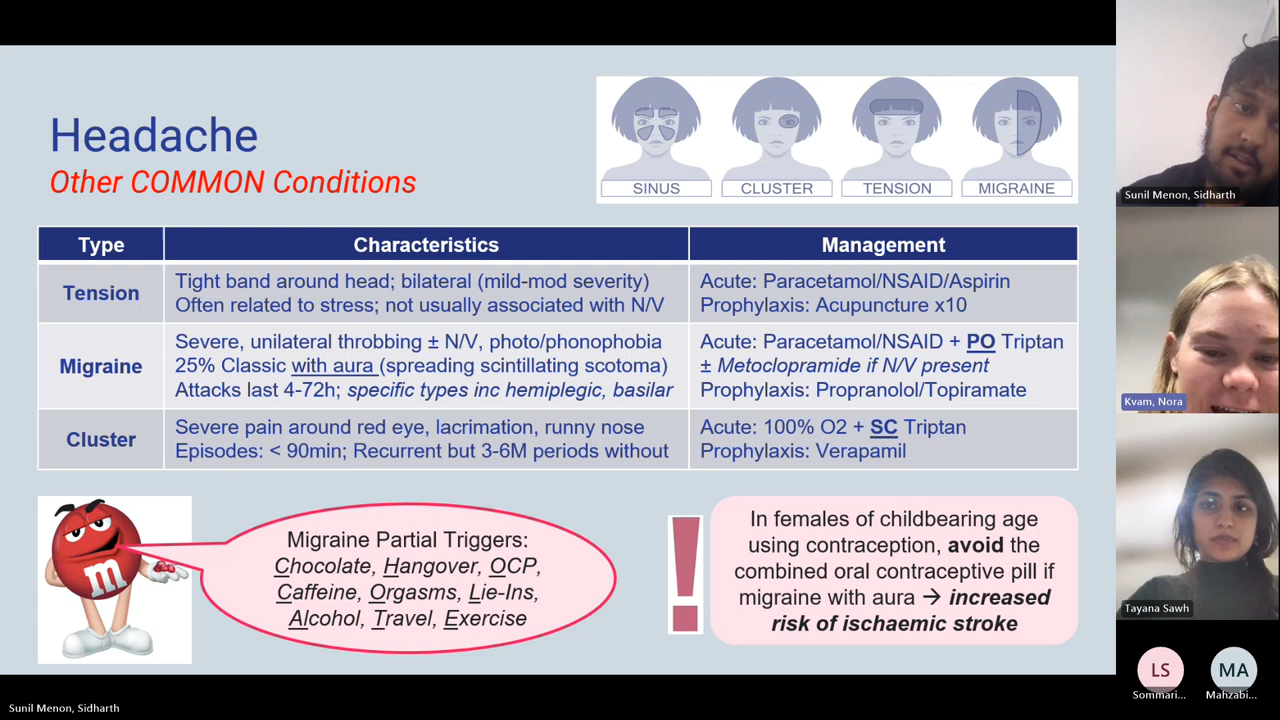 Headache
Other COMMON Conditions
SINUS
CLUSTER
TENSION
MIGRAINE
Type
Characteristics
Management
Tension
Tight band around head; bilateral (mild-mod severity)
Often related to stress; not usually associated with N/V
Acute: Paracetamol/NSAID/Aspirin
Prophylaxis: Acupuncture x10
Migraine
Severe, unilateral throbbing ± N/V, photo/phonophobia
25% Classic with aura (spreading scintillating scotoma)
Attacks last 4-72h; specific types inc hemiplegic, basilar
Acute: Paracetamol/NSAID + PO Triptan
± Metoclopramide if N/V present
Prophylaxis: Propranolol/Topiramate
Cluster
Severe pain around red eye, lacrimation, runny nose
Episodes: < 90min; Recurrent but 3-6M periods without
Acute: 100% O2 + SC Triptan
Prophylaxis: Verapamil
m
Migraine Partial Triggers:
Chocolate, Hangover, OCP,
Caffeine, Orgasms, Lie-Ins,
Alcohol, Travel, Exercise
!
In females of childbearing age
using contraception, avoid the
combined oral contraceptive pill if
migraine with aura → increased
risk of ischaemic stroke
Sunil Menon, Sidharth
Kvam, Nora
Tayana Sawh
LS
MA
Sommari...
Mahzabi...
Sunil Menon, Sidharth